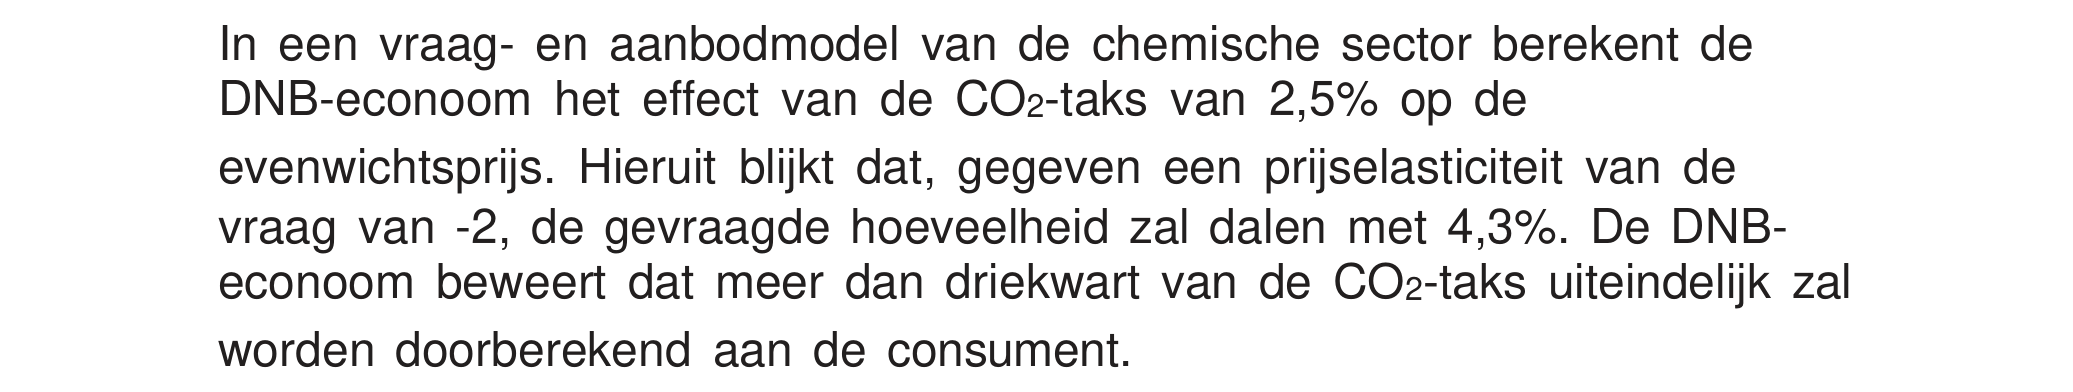 In een vraag- en aanbodmodel van de chemische sector berekent de
DNB-econoom het effect van de CO₂-taks van 2,5% op de
evenwichtsprijs. Hieruit blijkt dat, gegeven een prijselasticiteit van de
vraag van -2, de gevraagde hoeveelheid zal dalen met 4,3%. De DNB-
econoom beweert dat meer dan driekwart van de CO₂-taks uiteindelijk zal
worden doorberekend aan de consument.